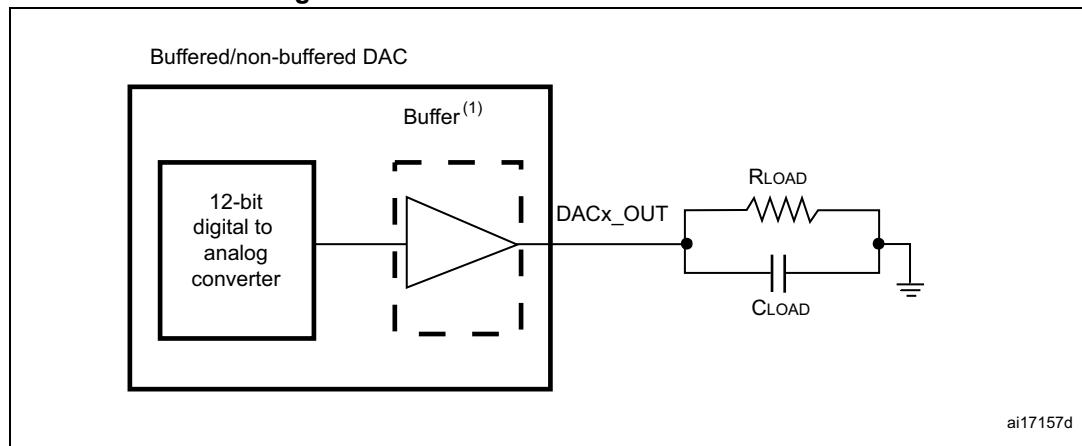 Buffered/non-buffered DAC
Buffer(1)
12-bit
digital to
analog
converter
DACx_OUT
RLOAD
CLOAD
ai17157d